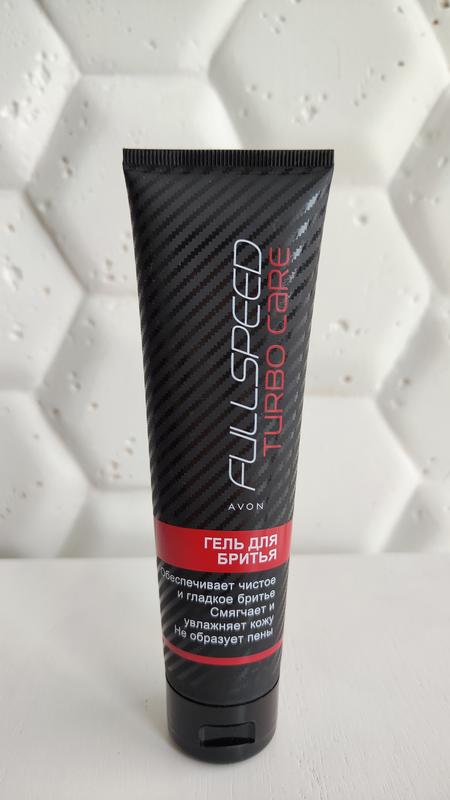 FULLSPEED
TURBO CARE
AVON
ГЕЛЬ ДЛЯ
БРИТЬЯ
Обеспечивает чистое
и гладкое бритье
Смягчает и
увлажняет кожу
Не образует пены